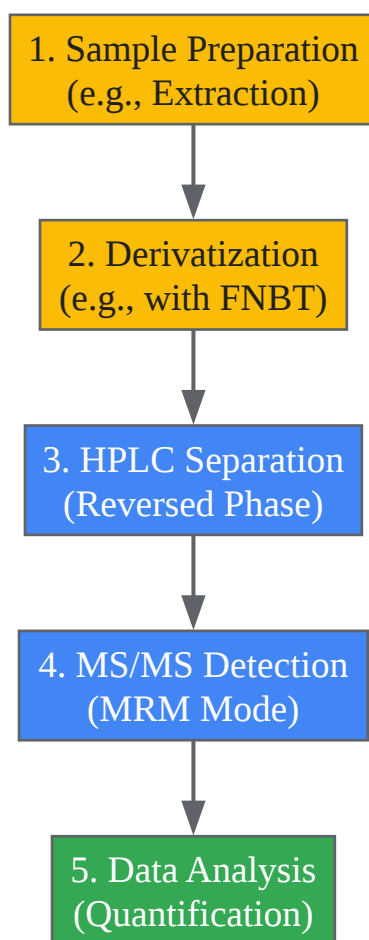 1. Sample Preparation
(e.g., Extraction)
2. Derivatization
(e.g., with FNBT)
3. HPLC Separation
(Reversed Phase)
4. MS/MS Detection
(MRM Mode)
5. Data Analysis
(Quantification)